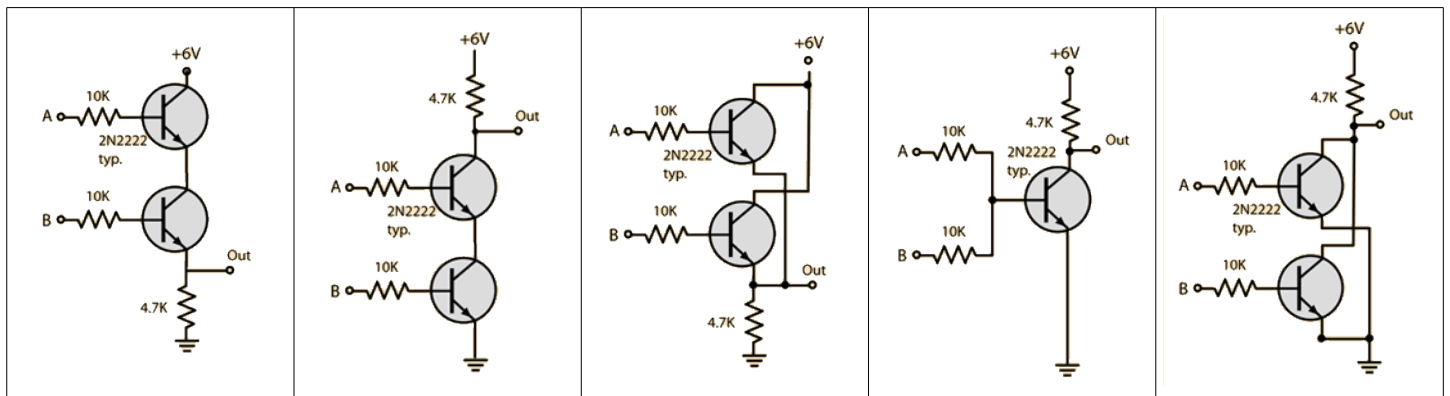 +6V
10K
A
2N2222
typ.
10K
B
Out
4.7K
+6V
4.7K
Out
10K
A
2N2222
typ.
10K
B
+6V
10K
A
2N2222
typ.
10K
B
Out
4.7K
+6V
4.7K
10K
Out
A
2N2222
typ.
10K
B
+6V
4.7K
Out
10K
A
2N2222
typ.
10K
B